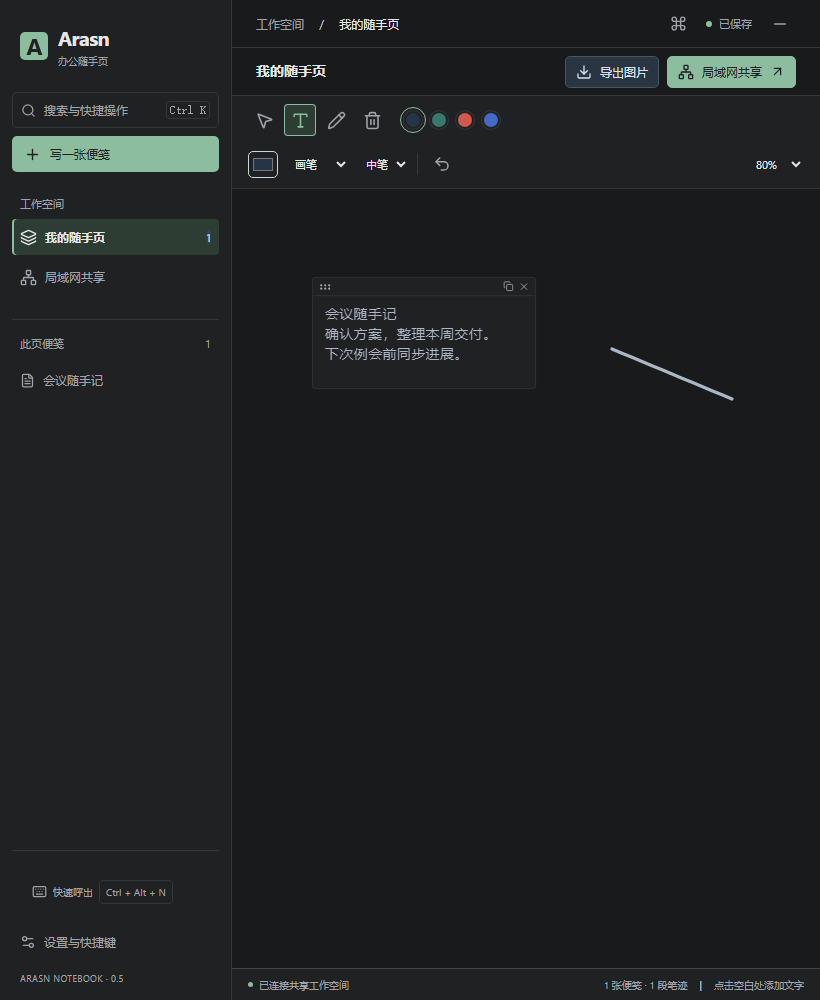 Arasn
办公随手页
搜索与快捷操作 Ctrl K
写一张便笺
工作空间
我的随手页 1
局域网共享
此页便笺 1
会议随手记
快速呼出 Ctrl + Alt + N
设置与快捷键
ARASN NOTEBOOK · 0.5
工作空间 / 我的随手页
已保存
我的随手页
导出图片
局域网共享
画笔
中笔
80%
会议随手记
确认方案，整理本周交付。
下次例会前同步进展。
已连接共享工作空间
1 张便笺 · 1 段笔迹 | 点击空白处添加文字